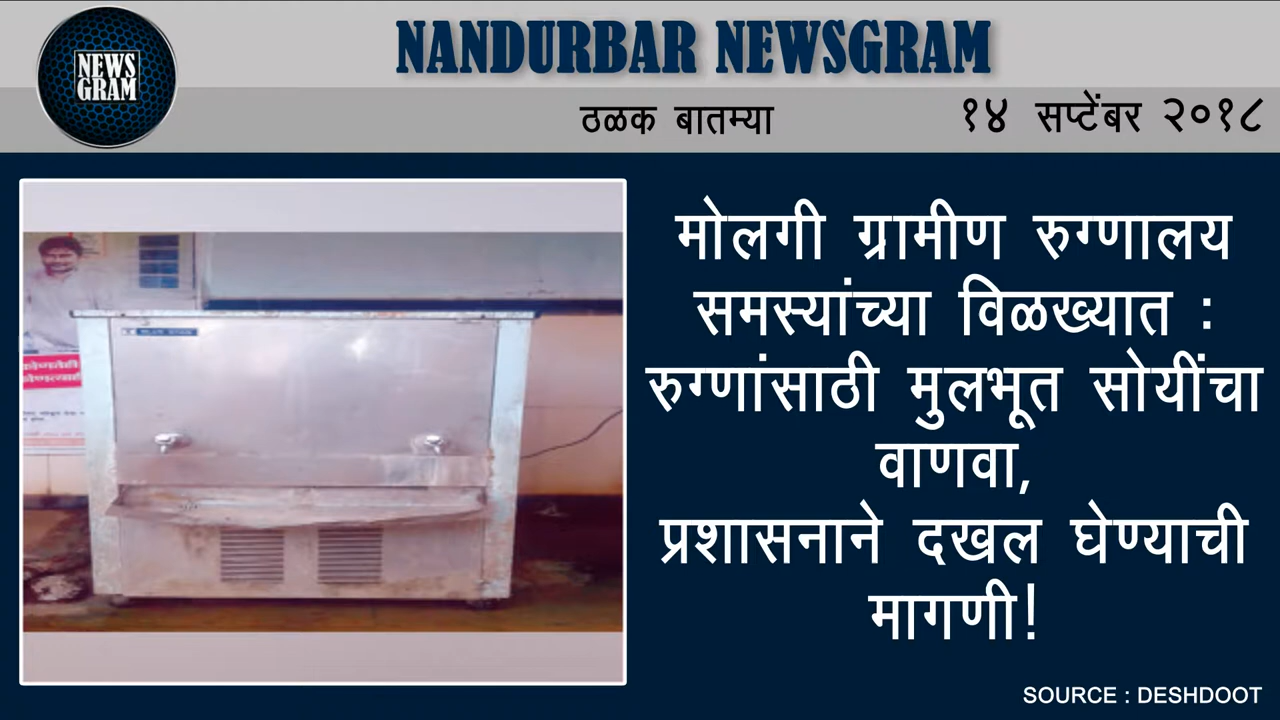 NEWS
GRAM
NANDURBAR NEWSGRAM
ठळक बातम्या
१४ सप्टेंबर २०१८
मोलगी ग्रामीण रुग्णालय
समस्यांच्या विळख्यात :
रुग्णांसाठी मुलभूत सोयींचा
वाणवा,
प्रशासनाने दखल घेण्याची
मागणी!
SOURCE : DESHDOOT